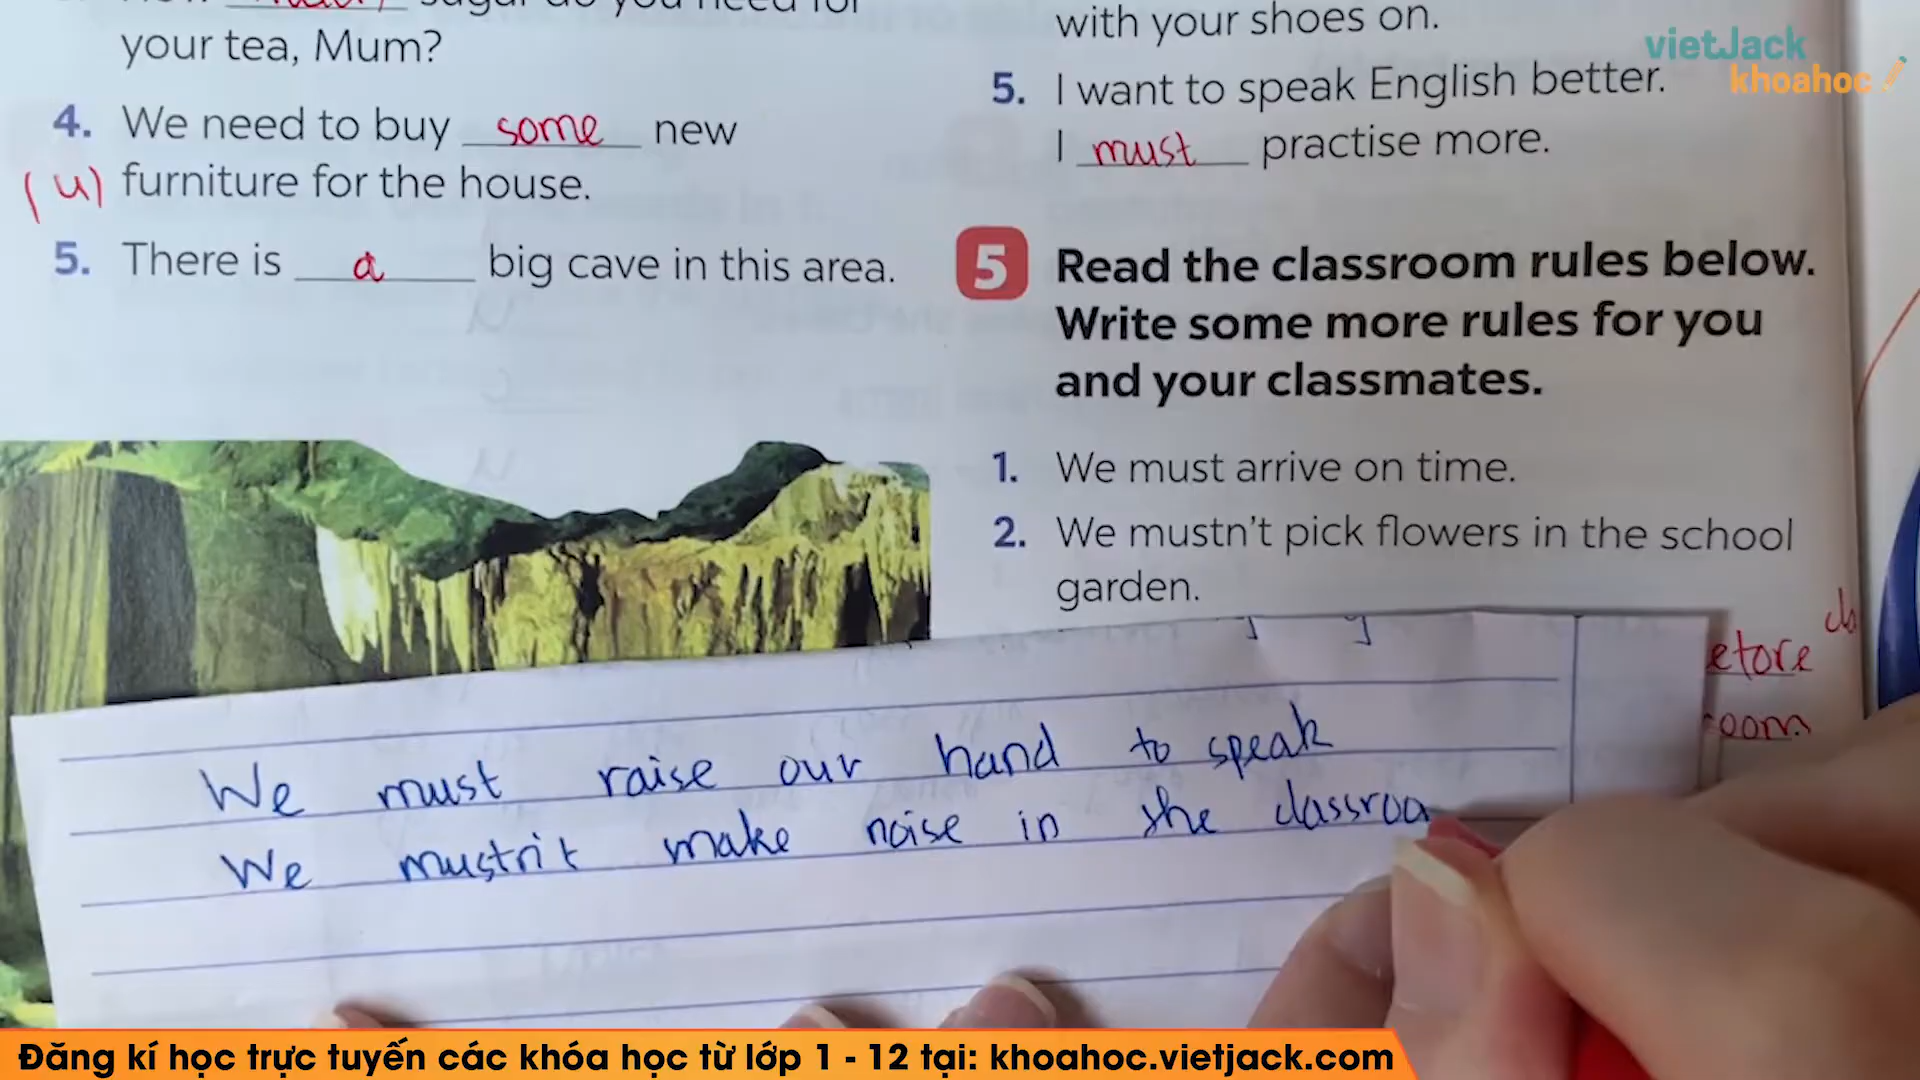 sugar do you need for
your tea, Mum?
4. We need to buy some new
(u) furniture for the house.
5. There is a big cave in this area.
with your shoes on.
5. I want to speak English better.
I must practise more.
5 Read the classroom rules below.
Write some more rules for you
and your classmates.
1. We must arrive on time.
2. We mustn't pick flowers in the school
garden.
We must raise our hand to speak
We mustn't make noise in the classroo
vietJack
khoahoc
Đăng kí học trực tuyến các khóa học từ lớp 1 - 12 tại: khoahoc.vietjack.com